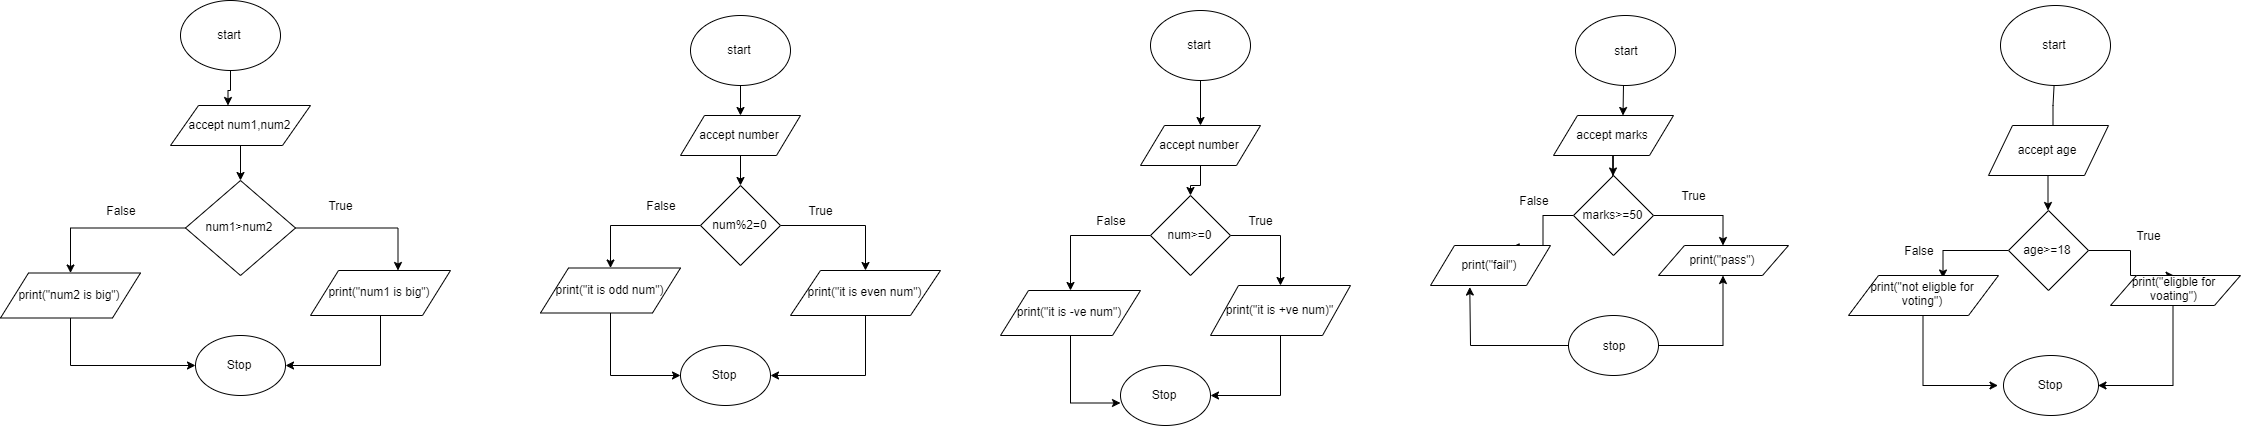 start
accept num1,num2
False
True
num1>num2
print("num2 is big")
print("num1 is big")
Stop
start
accept number
False
True
num%2=0
print("it is odd num")
print("it is even num")
Stop
start
accept number
False
True
num>=0
print("it is -ve num")
print("it is +ve num)"
Stop
start
accept marks
False
True
marks>=50
print("fail")
print("pass")
stop
start
accept age
False
True
age>=18
print("not eligble for
voting")
print("eligble for
voating")
Stop